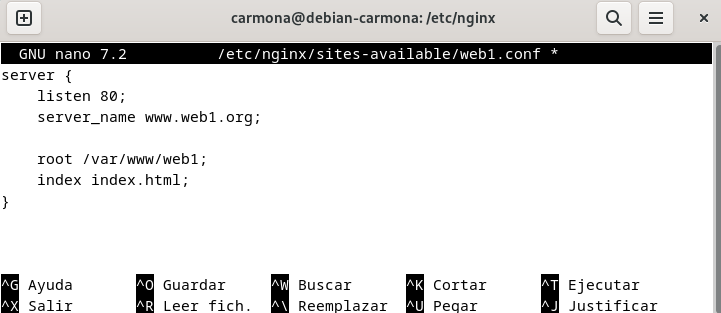 carmona@debian-carmona: /etc/nginx
GNU nano 7.2 /etc/nginx/sites-available/web1.conf *
server {
    listen 80;
    server_name www.web1.org;

    root /var/www/web1;
    index index.html;
}
^G Ayuda ^O Guardar ^W Buscar ^K Cortar ^T Ejecutar
^X Salir ^R Leer fich. ^\ Reemplazar ^U Pegar ^J Justificar